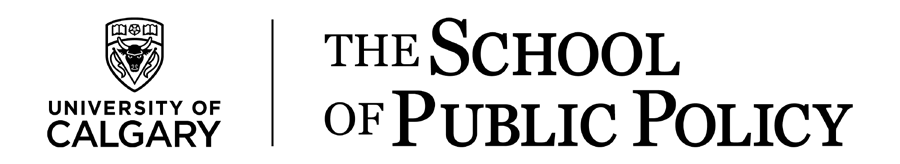 UNIVERSITY OF
CALGARY
THE SCHOOL
OF PUBLIC POLICY